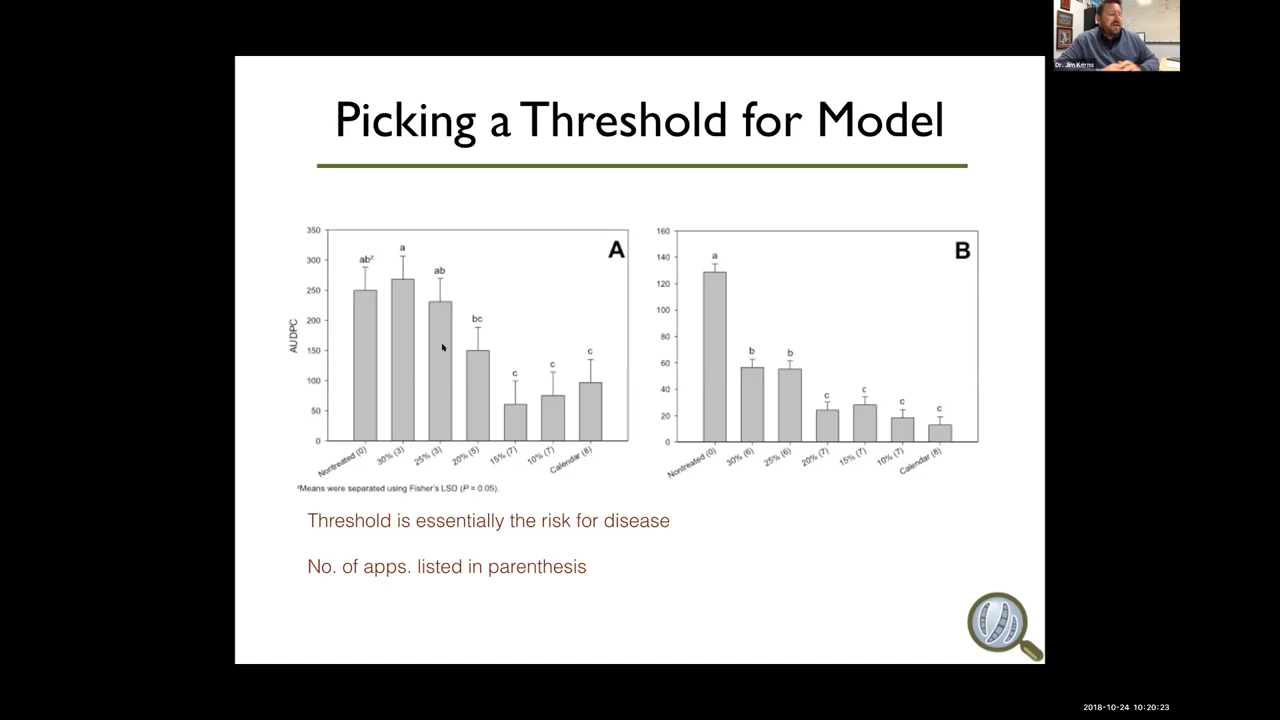 Dr. Jim Kerns
Picking a Threshold for Model
350
300
250
200
150
100
50
0
AUDPC
abᶻ
a
ab
bc
c
c
c
A
Nontreated (0)
30% (3)
25% (3)
20% (5)
15% (7)
10% (7)
Calendar (8)
160
140
120
100
80
60
40
20
0
a
b
b
c
c
c
c
B
Nontreated (0)
30% (6)
25% (6)
20% (7)
15% (7)
10% (7)
Calendar (8)
ᶻMeans were separated using Fisher's LSD (P = 0.05).
Threshold is essentially the risk for disease
No. of apps. listed in parenthesis
2018-10-24 10:20:23